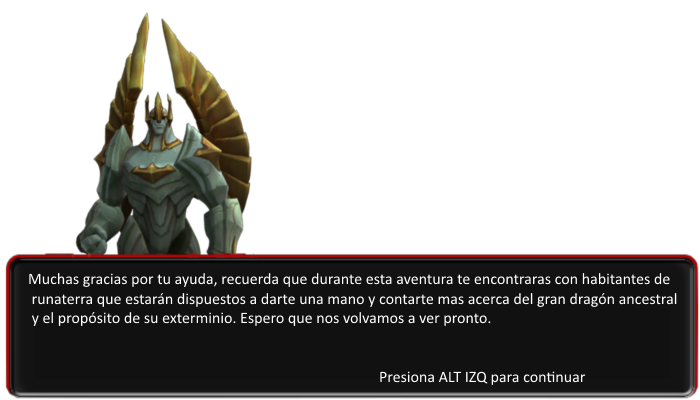 Muchas gracias por tu ayuda, recuerda que durante esta aventura te encontraras con habitantes de
runaterra que estarán dispuestos a darte una mano y contarte mas acerca del gran dragón ancestral
y el propósito de su exterminio. Espero que nos volvamos a ver pronto.
Presiona ALT IZQ para continuar